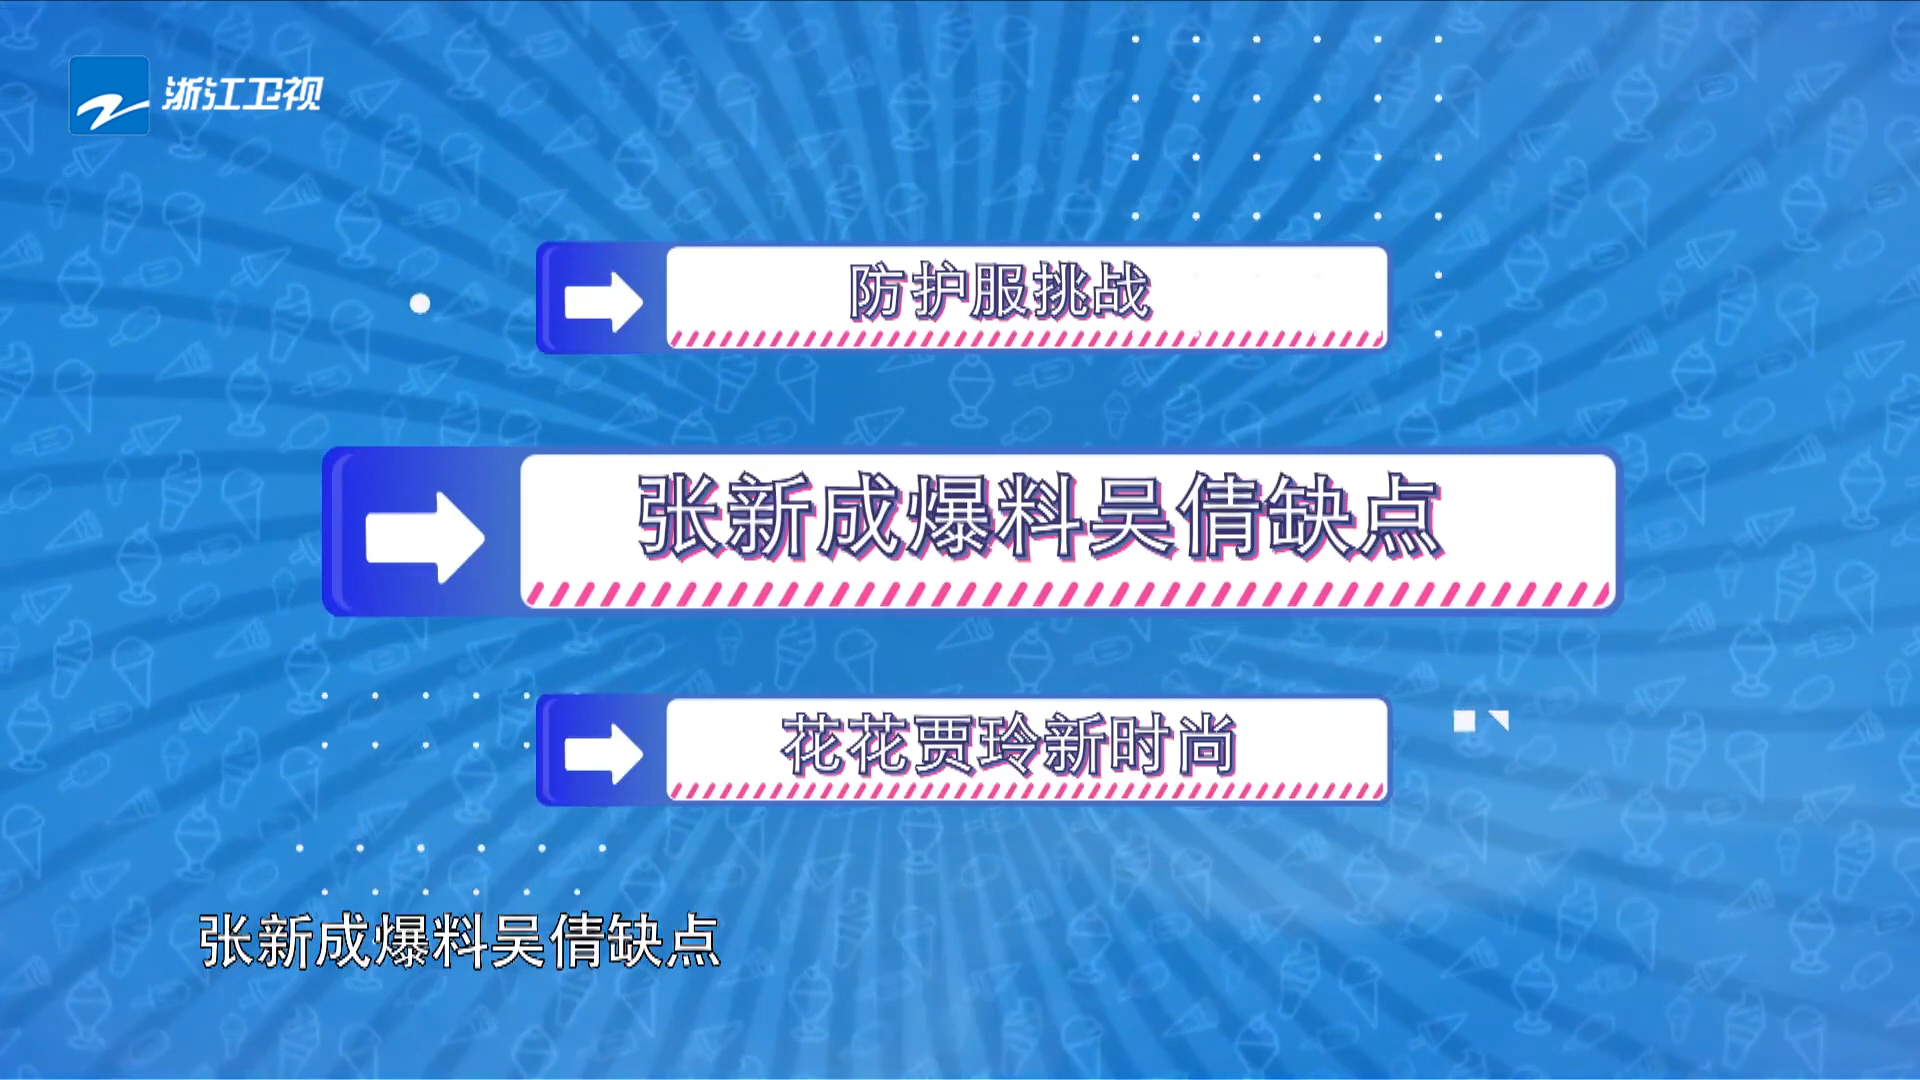 浙江卫视
防护服挑战
张新成爆料吴倩缺点
花花贾玲新时尚
张新成爆料吴倩缺点